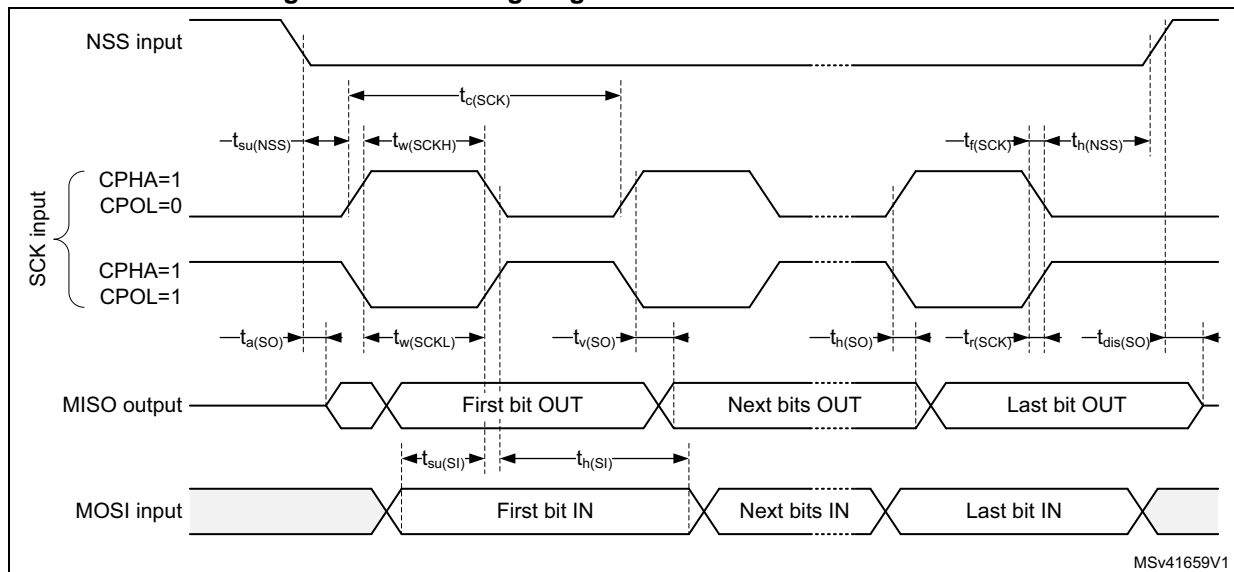 NSS input
tc(SCK)
tsu(NSS)
tw(SCKH)
tf(SCK)
th(NSS)
SCK input
CPHA=1
CPOL=0
CPHA=1
CPOL=1
ta(SO)
tw(SCKL)
tv(SO)
th(SO)
tr(SCK)
tdis(SO)
MISO output
First bit OUT
Next bits OUT
Last bit OUT
tsu(SI)
th(SI)
MOSI input
First bit IN
Next bits IN
Last bit IN
MSv41659V1